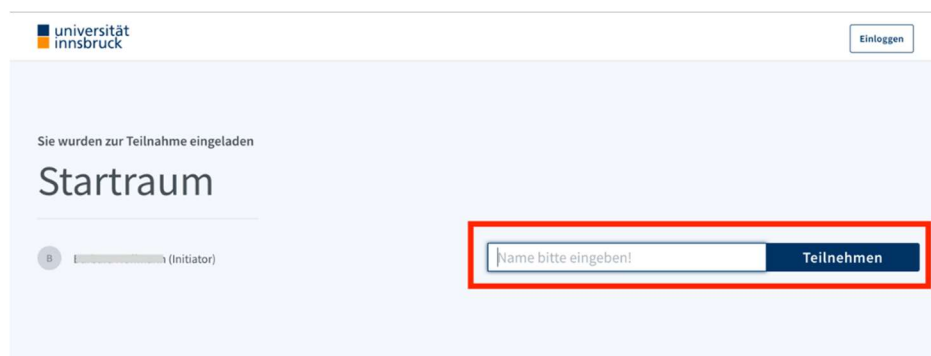 universität
innsbruck
Einloggen
Sie wurden zur Teilnahme eingeladen
Startraum
B (Initiator)
Name bitte eingeben! Teilnehmen